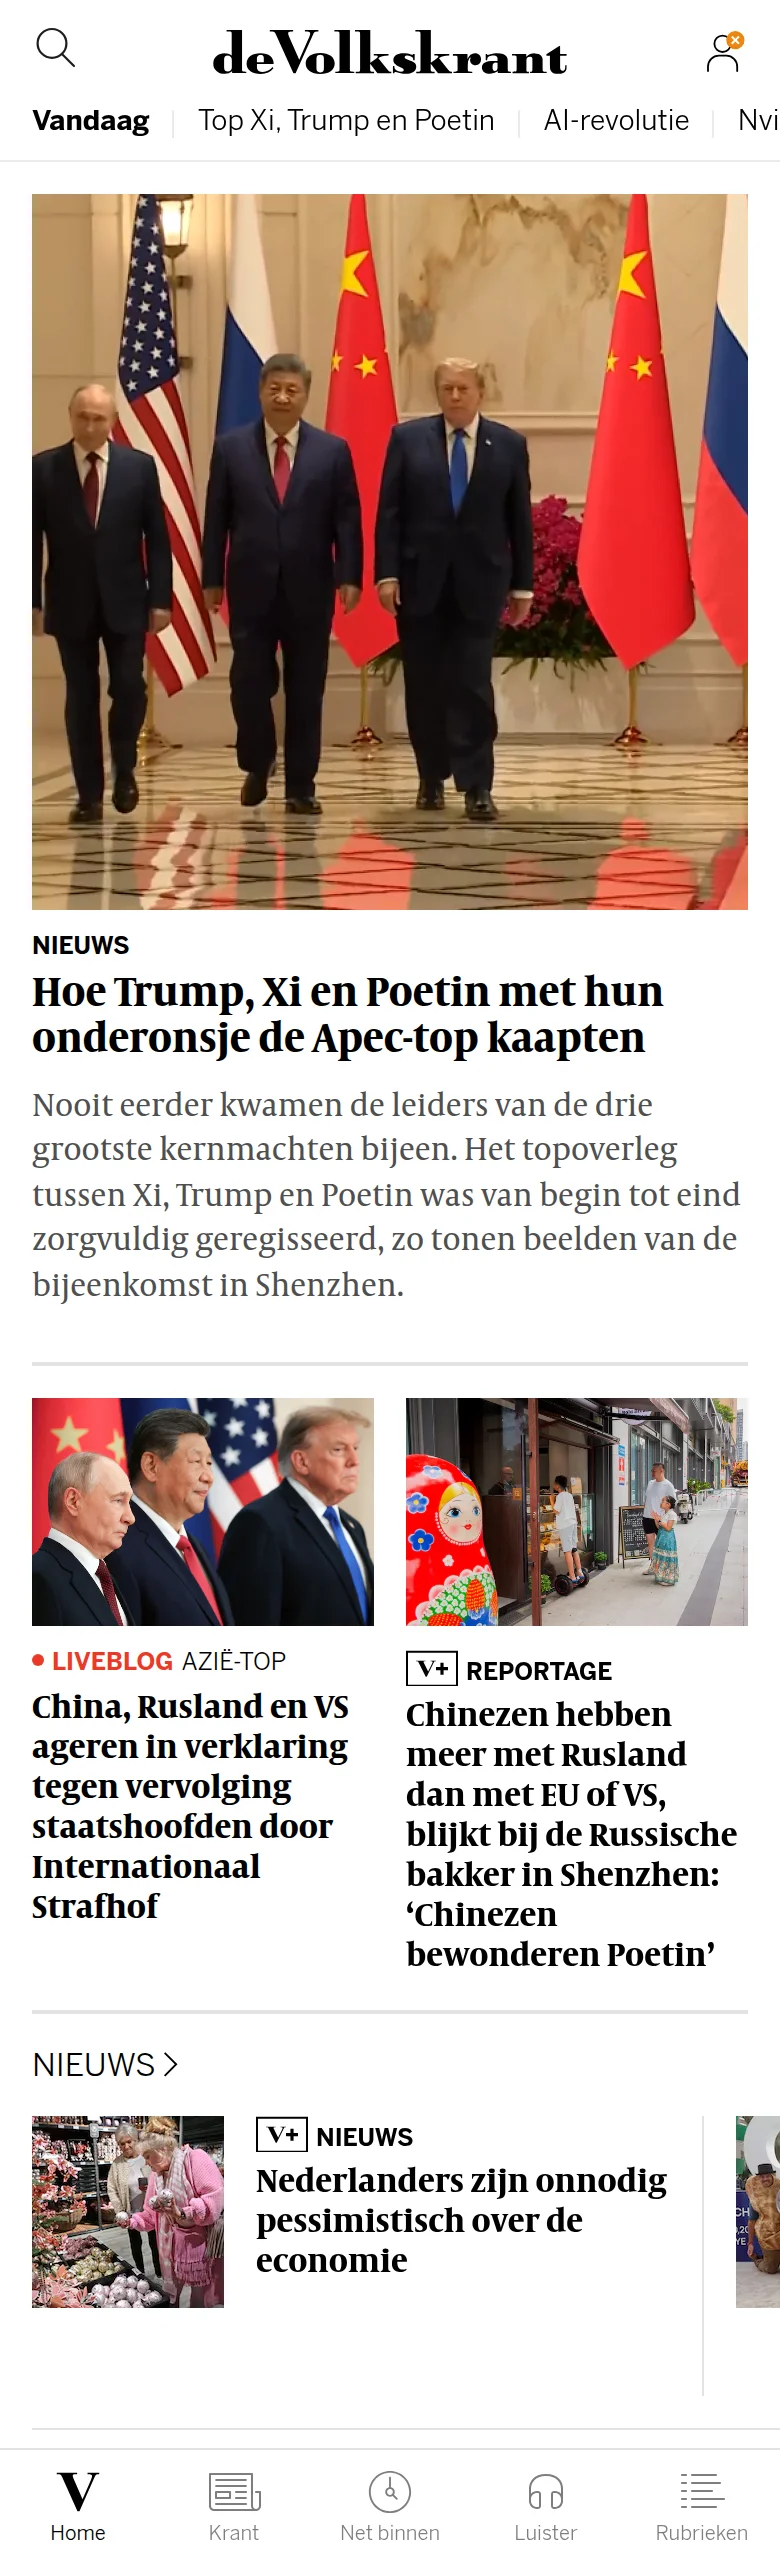 deVolkskrant
Vandaag
Top Xi, Trump en Poetin
AI-revolutie
Nvi
NIEUWS
Hoe Trump, Xi en Poetin met hun
onderonsje de Apec-top kaapten
Nooit eerder kwamen de leiders van de drie
grootste kernmachten bijeen. Het topoverleg
tussen Xi, Trump en Poetin was van begin tot eind
zorgvuldig geregisseerd, zo tonen beelden van de
bijeenkomst in Shenzhen.
LIVEBLOG AZIË-TOP
China, Rusland en VS
ageren in verklaring
tegen vervolging
staatshoofden door
Internationaal
Strafhof
V+ REPORTAGE
Chinezen hebben
meer met Rusland
dan met EU of VS,
blijkt bij de Russische
bakker in Shenzhen:
‘Chinezen
bewonderen Poetin’
NIEUWS
V+ NIEUWS
Nederlanders zijn onnodig
pessimistisch over de
economie
V
Home
Krant
Net binnen
Luister
Rubrieken